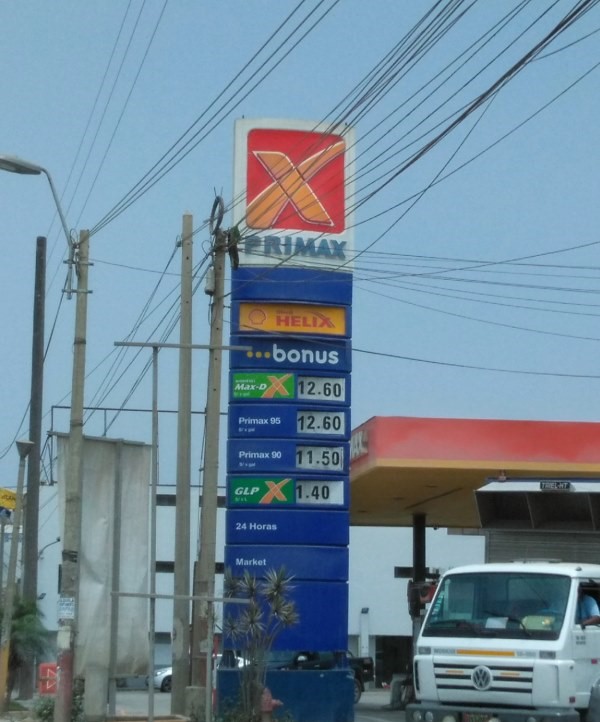 PRIMAX
HELIX
bonus
Max-D 12.60
Primax 95 12.60
Primax 90 11.50
GLP 1.40
24 Horas
Market